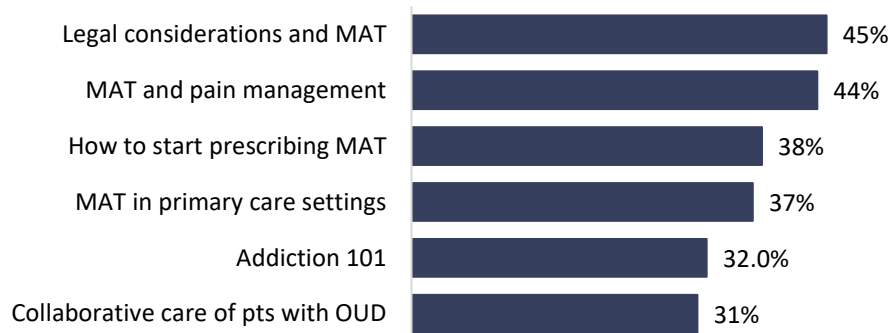 Legal considerations and MAT 45%
MAT and pain management 44%
How to start prescribing MAT 38%
MAT in primary care settings 37%
Addiction 101 32.0%
Collaborative care of pts with OUD 31%